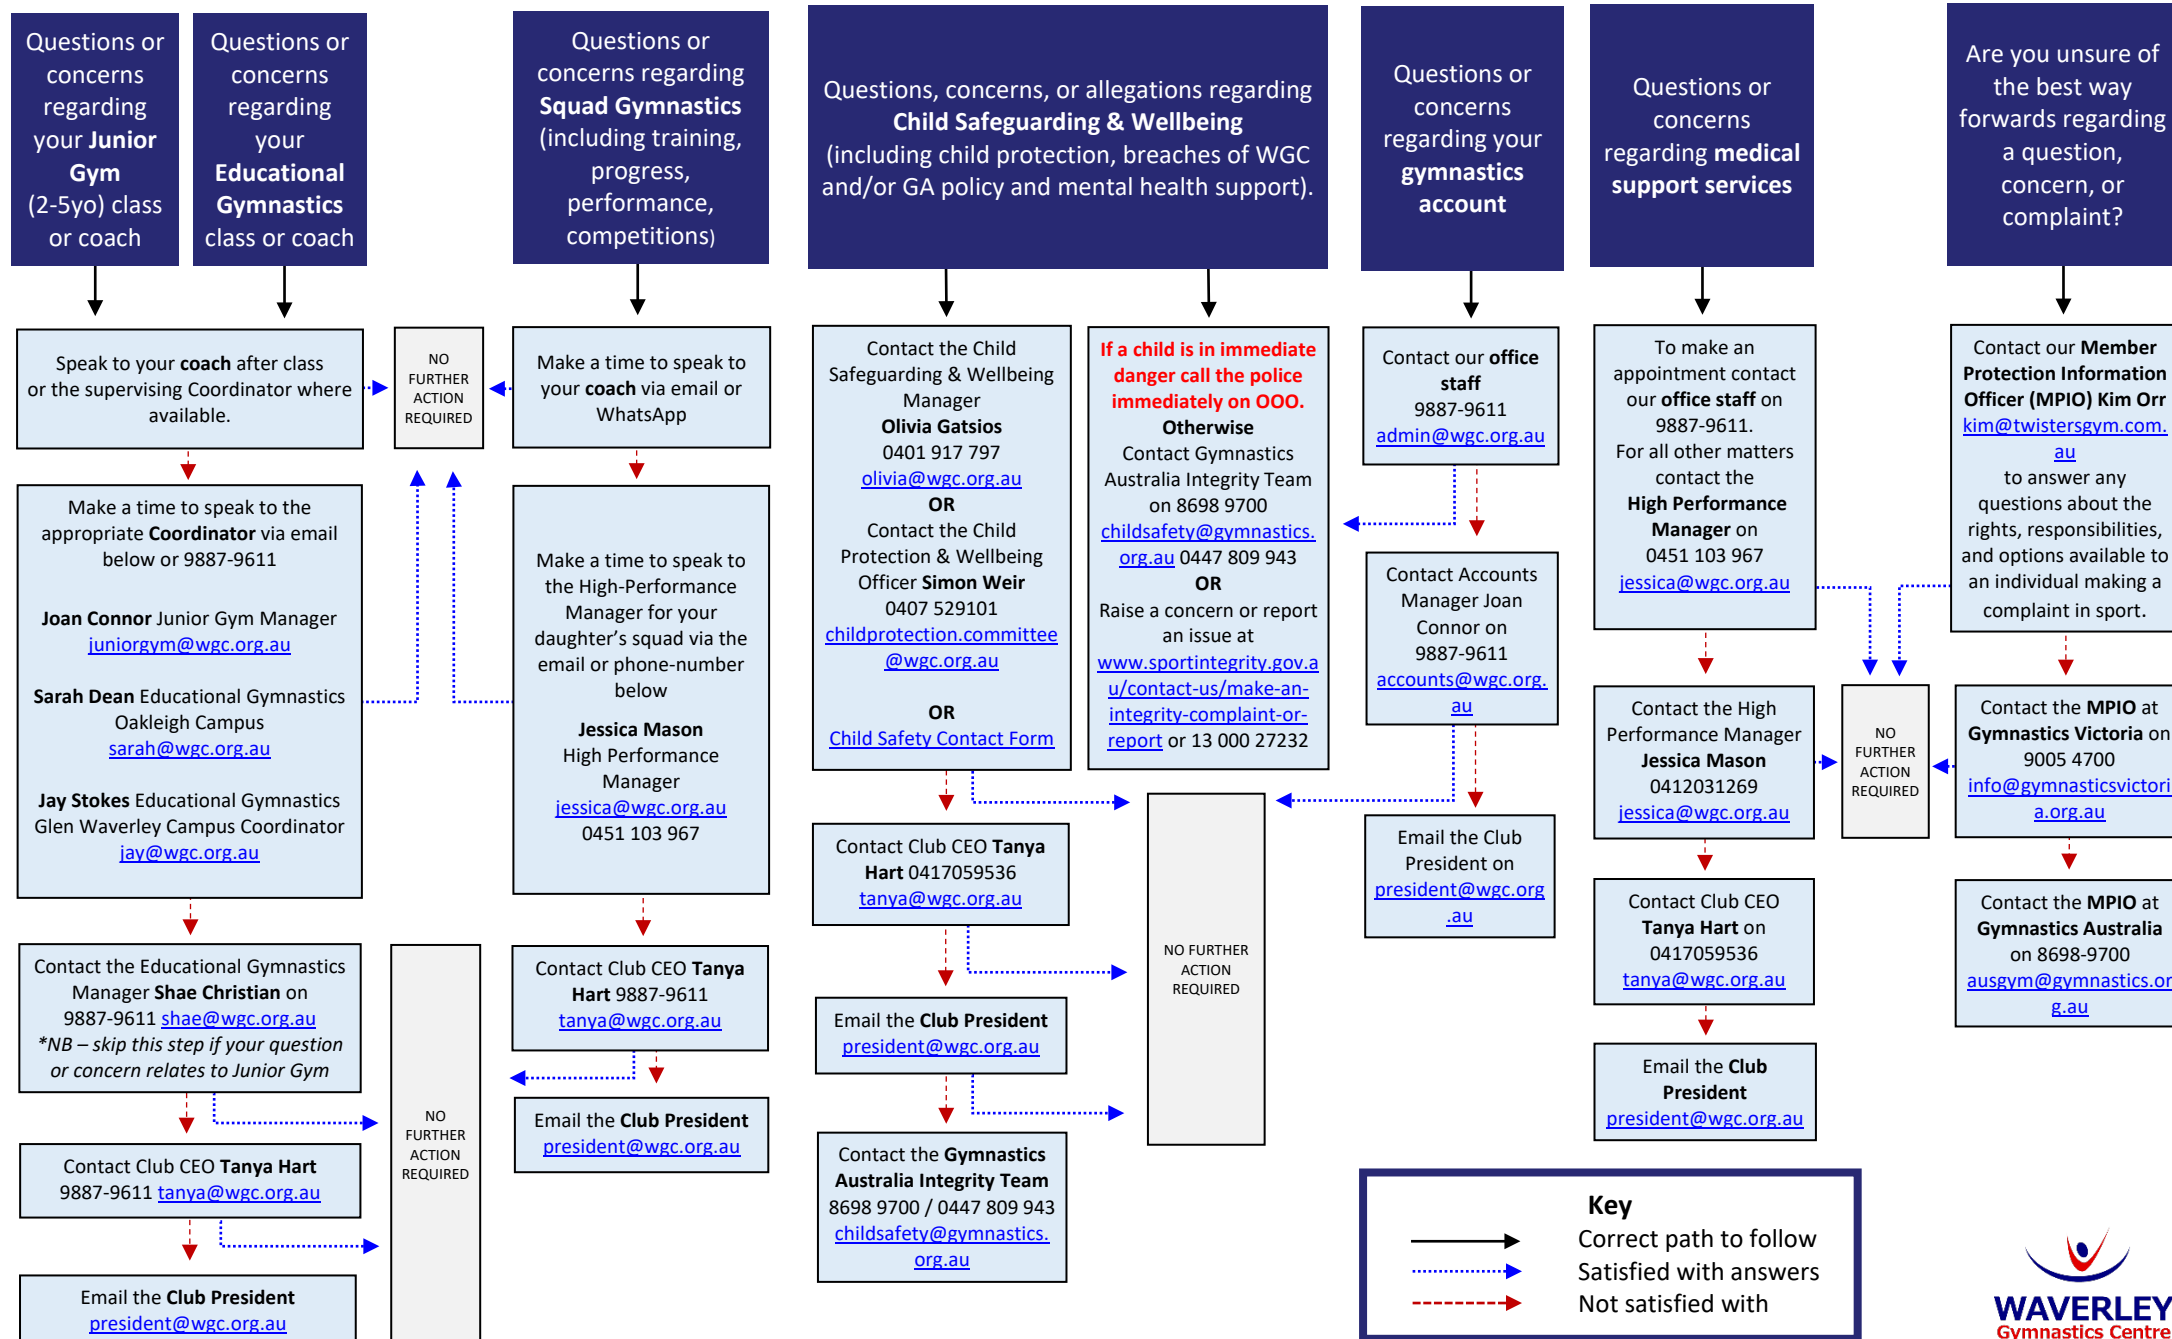 Questions or
concerns
regarding
your Junior
Gym
(2-5yo) class
or coach
Questions or
concerns
regarding
your
Educational
Gymnastics
class or coach
Questions or
concerns regarding
Squad Gymnastics
(including training,
progress,
performance,
competitions)
Questions, concerns, or allegations regarding
Child Safeguarding & Wellbeing
(including child protection, breaches of WGC
and/or GA policy and mental health support).
Questions or
concerns
regarding your
gymnastics
account
Questions or
concerns
regarding medical
support services
Are you unsure of
the best way
forwards regarding
a question,
concern, or
complaint?
Speak to your coach after class
or the supervising Coordinator where
available.
NO
FURTHER
ACTION
REQUIRED
Make a time to speak to
your coach via email or
WhatsApp
Make a time to speak to the
appropriate Coordinator via email
below or 9887-9611
Joan Connor Junior Gym Manager
juniorgym@wgc.org.au
Sarah Dean Educational Gymnastics
Oakleigh Campus
sarah@wgc.org.au
Jay Stokes Educational Gymnastics
Glen Waverley Campus Coordinator
jay@wgc.org.au
Make a time to speak to
the High-Performance
Manager for your
daughter's squad via the
email or phone-number
below
Jessica Mason
High Performance
Manager
jessica@wgc.org.au
0451 103 967
Contact the Educational Gymnastics
Manager Shae Christian on
9887-9611 shae@wgc.org.au
*NB – skip this step if your question
or concern relates to Junior Gym
Contact Club CEO Tanya Hart
9887-9611 tanya@wgc.org.au
Email the Club President
president@wgc.org.au
NO
FURTHER
ACTION
REQUIRED
Contact Club CEO Tanya
Hart 9887-9611
tanya@wgc.org.au
Email the Club President
president@wgc.org.au
Contact the Child
Safeguarding & Wellbeing
Manager
Olivia Gatsios
0401 917 797
olivia@wgc.org.au
OR
Contact the Child
Protection & Wellbeing
Officer Simon Weir
0407 529101
childprotection.committee
@wgc.org.au
OR
Child Safety Contact Form
If a child is in immediate
danger call the police
immediately on OOO.
Otherwise
Contact Gymnastics
Australia Integrity Team
on 8698 9700
childsafety@gymnastics.
org.au 0447 809 943
OR
Raise a concern or report
an issue at
www.sportintegrity.gov.a
u/contact-us/make-an-
integrity-complaint-or-
report or 13 000 27232
Contact Club CEO Tanya
Hart 0417059536
tanya@wgc.org.au
Email the Club President
president@wgc.org.au
Contact the Gymnastics
Australia Integrity Team
8698 9700 / 0447 809 943
childsafety@gymnastics.
org.au
NO FURTHER
ACTION
REQUIRED
Contact our office
staff
9887-9611
admin@wgc.org.au
Contact Accounts
Manager Joan
Connor on
9887-9611
accounts@wgc.org.
au
Email the Club
President on
president@wgc.org
.au
To make an
appointment contact
our office staff on
9887-9611.
For all other matters
contact the
High Performance
Manager on
0451 103 967
jessica@wgc.org.au
Contact the High
Performance Manager
Jessica Mason
0412031269
jessica@wgc.org.au
Contact Club CEO
Tanya Hart on
0417059536
tanya@wgc.org.au
Email the Club
President
president@wgc.org.au
NO
FURTHER
ACTION
REQUIRED
Contact our Member
Protection Information
Officer (MPIO) Kim Orr
kim@twistersgym.com.
au
to answer any
questions about the
rights, responsibilities,
and options available to
an individual making a
complaint in sport.
Contact the MPIO at
Gymnastics Victoria on
9005 4700
info@gymnasticsvictori
a.org.au
Contact the MPIO at
Gymnastics Australia
on 8698-9700
ausgym@gymnastics.or
g.au
Key
Correct path to follow
Satisfied with answers
Not satisfied with
WAVERLEY
Gymnastics Centre